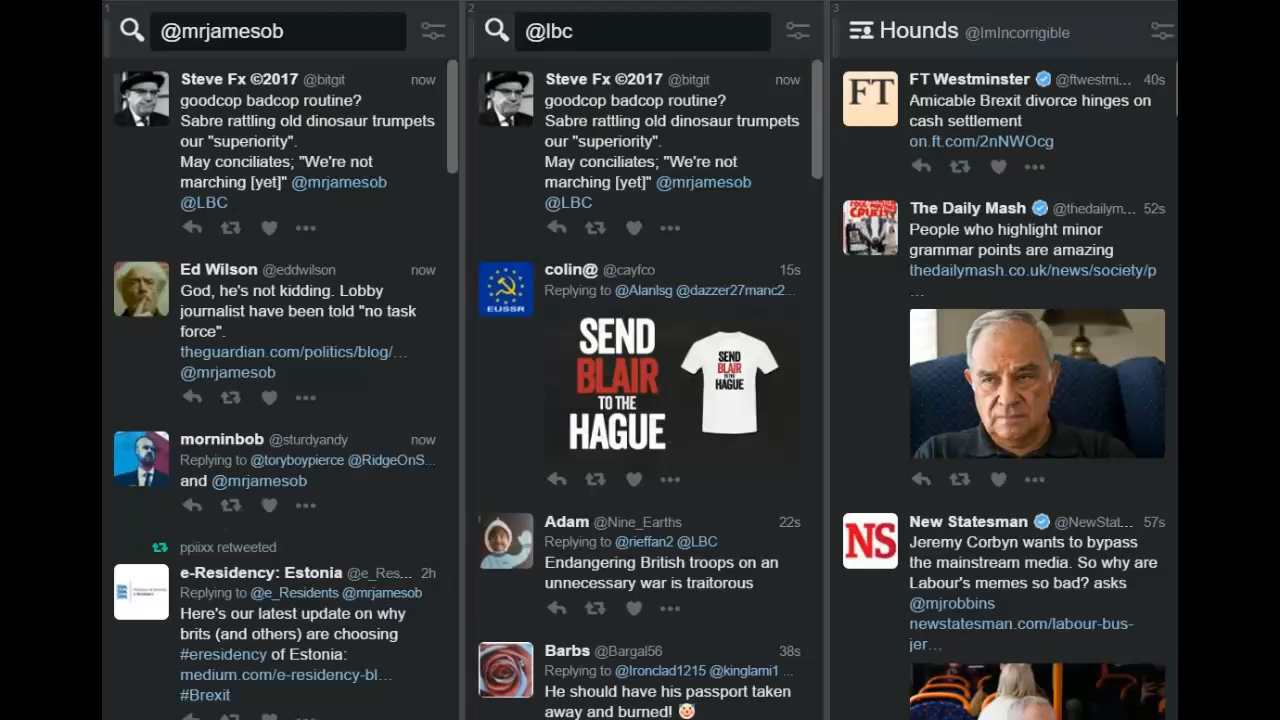 1
@mrjamesob
Steve Fx ©2017 @bitgit now
goodcop badcop routine?
Sabre rattling old dinosaur trumpets
our "superiority".
May conciliates; "We're not
marching [yet]" @mrjamesob
@LBC
Ed Wilson @eddwilson now
God, he's not kidding. Lobby
journalist have been told "no task
force".
theguardian.com/politics/blog/…
@mrjamesob
morninbob @sturdyandy now
Replying to @toryboypierce @RidgeOnS...
and @mrjamesob
ppiixx retweeted
e-Residency: Estonia @e_Res... 2h
Replying to @e_Residents @mrjamesob
Here's our latest update on why
brits (and others) are choosing
#eresidency of Estonia:
medium.com/e-residency-bl…
#Brexit
2
@lbc
Steve Fx ©2017 @bitgit now
goodcop badcop routine?
Sabre rattling old dinosaur trumpets
our "superiority".
May conciliates; "We're not
marching [yet]" @mrjamesob
@LBC
colin@ @cayfco 15s
Replying to @Alanlsg @dazzer27manc2...
EUSSR
SEND
BLAIR
TO THE
HAGUE
SEND
BLAIR
TO THE
HAGUE
Adam @Nine_Earths 22s
Replying to @rieffan2 @LBC
Endangering British troops on an
unnecessary war is traitorous
Barbs @Bargal56 38s
Replying to @Ironclad1215 @kinglami1 ...
He should have his passport taken
away and burned! 🤡
3
Hounds @ImIncorrigible
FT
FT Westminster @ftwestmi... 40s
Amicable Brexit divorce hinges on
cash settlement
on.ft.com/2nNWOcg
The Daily Mash @thedailym... 52s
People who highlight minor
grammar points are amazing
thedailymash.co.uk/news/society/p
…
CRUELTY
NS
New Statesman @NewStat... 57s
Jeremy Corbyn wants to bypass
the mainstream media. So why are
Labour's memes so bad? asks
@mjrobbins
newstatesman.com/labour-bus-
jer…